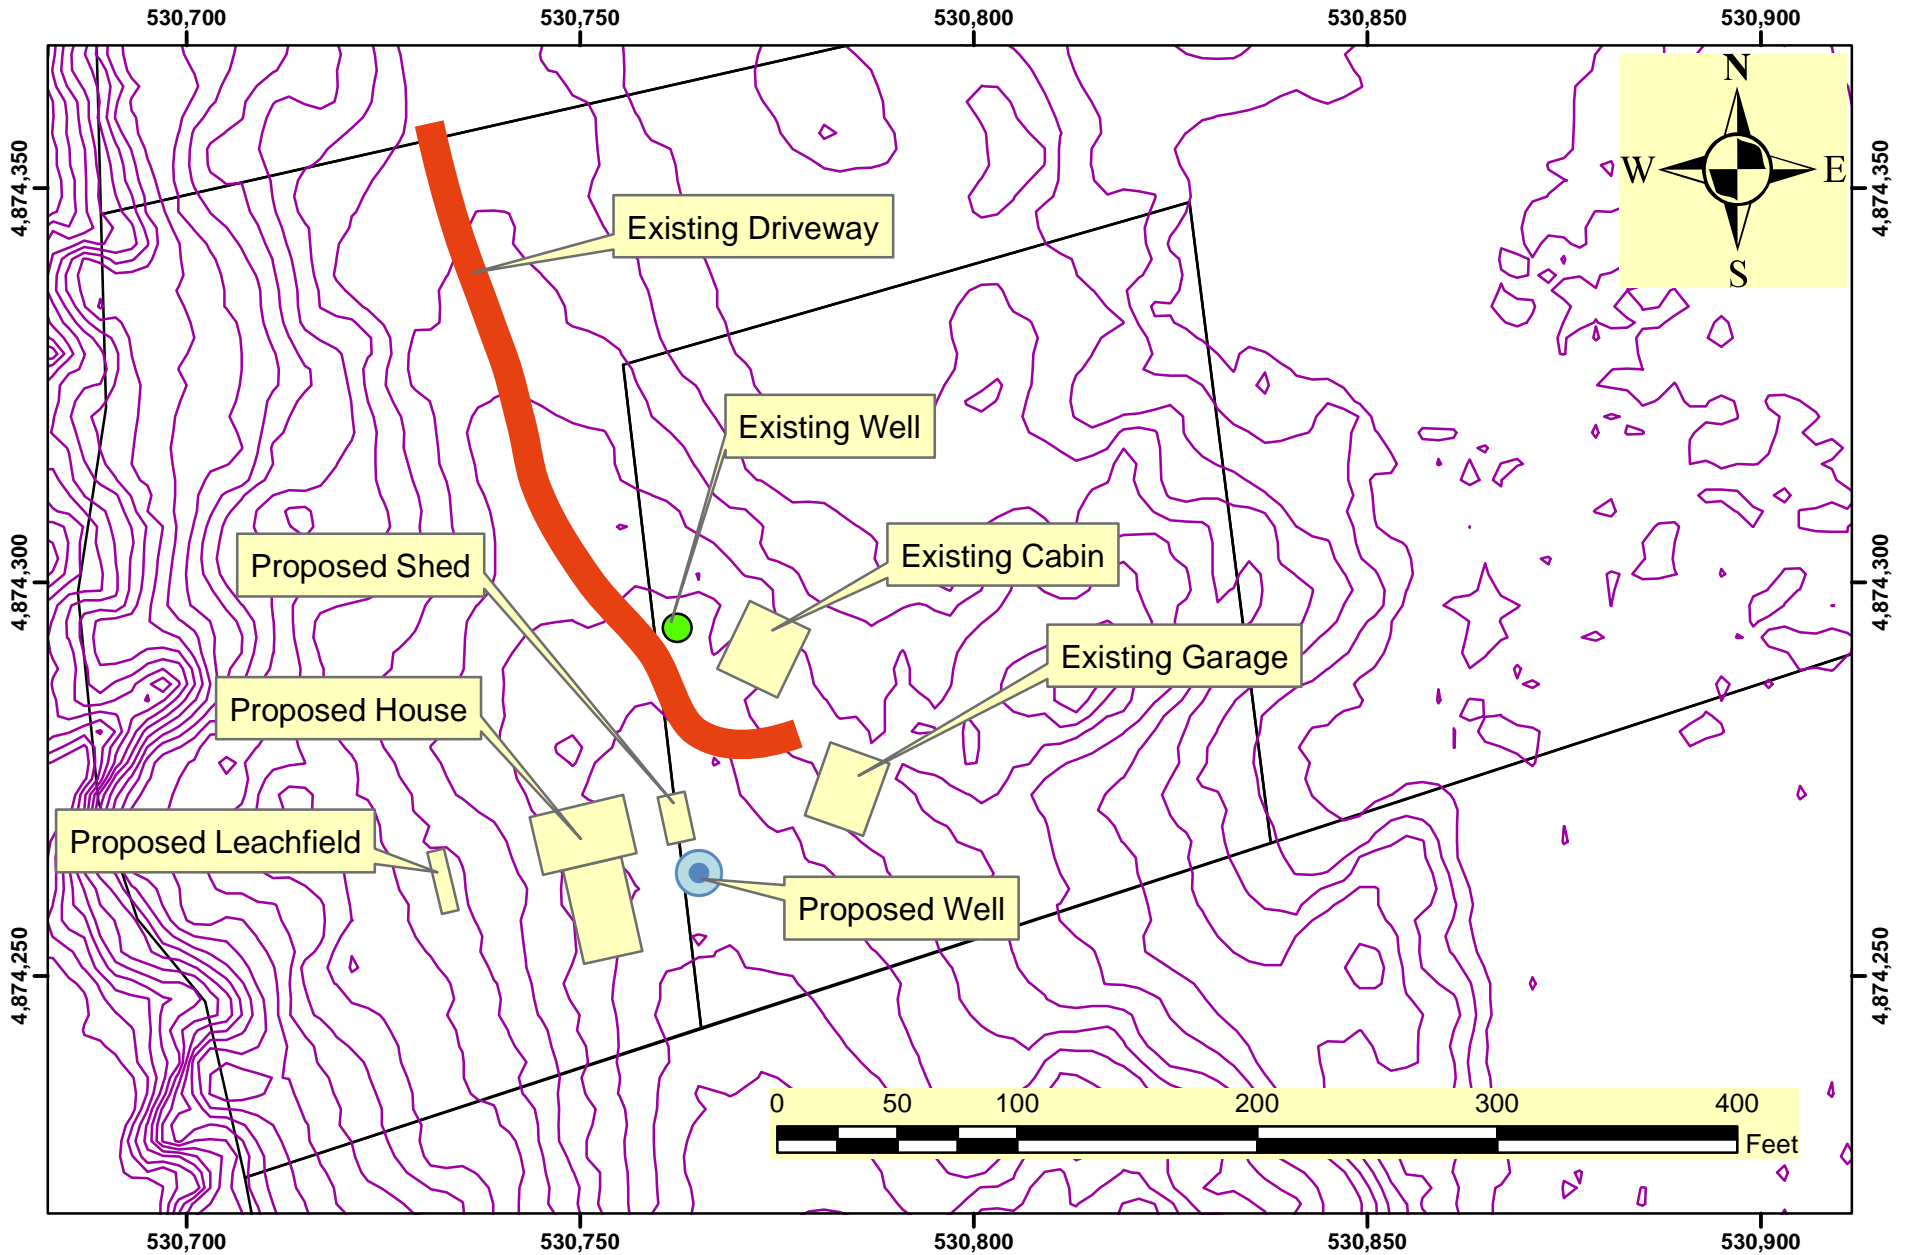 530,700 530,750 530,800 530,850 530,900
N
W E
S
4,874,350 4,874,350
Existing Driveway
Existing Well
Existing Cabin
Proposed Shed
4,874,300 4,874,300
Existing Garage
Proposed House
Proposed Leachfield
Proposed Well
4,874,250 4,874,250
0 50 100 200 300 400
Feet
530,700 530,750 530,800 530,850 530,900